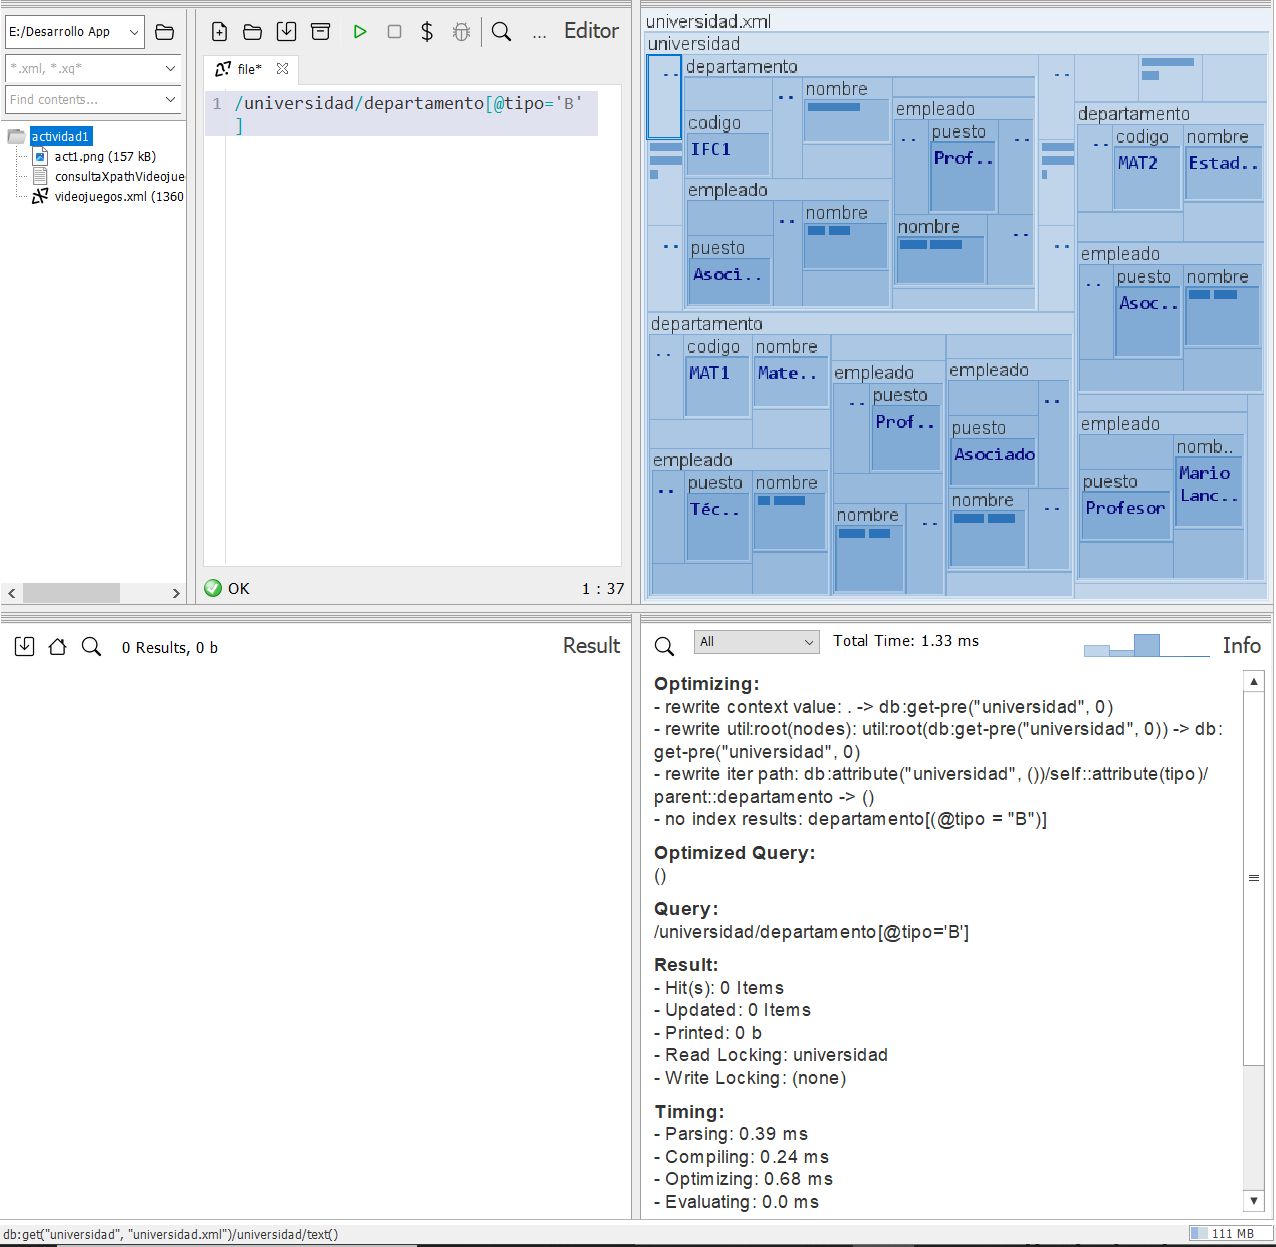 E:/Desarrollo App
*.xml, *.xq*
Find contents...
actividad1
act1.png (157 kB)
consultaXpathVideojue
videojuegos.xml (1360
$
...
Editor
file*
1 /universidad/departamento[@tipo='B'
]
OK
1 : 37
universidad.xml
universidad
..
departamento
codigo
IFC1
..
nombre
empleado
..
puesto
Prof..
..
nombre
..
empleado
puesto
Asoci..
..
nombre
..
..
..
departamento
..
codigo
MAT2
nombre
Estad..
empleado
..
puesto
Asoc..
nombre
empleado
puesto
Profesor
nomb..
Mario
Lanc..
departamento
..
codigo
MAT1
nombre
Mate..
empleado
..
puesto
Téc..
nombre
empleado
..
puesto
Prof..
nombre
..
empleado
puesto
Asociado
..
nombre
..
0 Results, 0 b
Result
All
Total Time: 1.33 ms
Info
Optimizing:
- rewrite context value: . -> db:get-pre("universidad", 0)
- rewrite util:root(nodes): util:root(db:get-pre("universidad", 0)) -> db:
get-pre("universidad", 0)
- rewrite iter path: db:attribute("universidad", ())/self::attribute(tipo)/
parent::departamento -> ()
- no index results: departamento[(@tipo = "B")]
Optimized Query:
()
Query:
/universidad/departamento[@tipo='B']
Result:
- Hit(s): 0 Items
- Updated: 0 Items
- Printed: 0 b
- Read Locking: universidad
- Write Locking: (none)
Timing:
- Parsing: 0.39 ms
- Compiling: 0.24 ms
- Optimizing: 0.68 ms
- Evaluating: 0.0 ms
db:get("universidad", "universidad.xml")/universidad/text()
111 MB